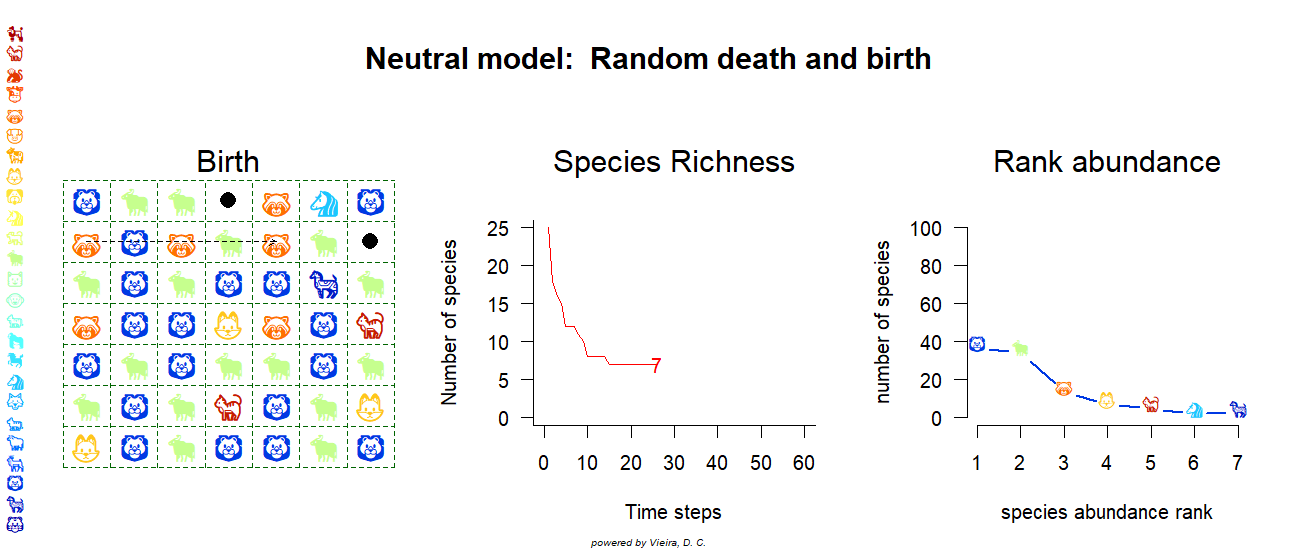 Neutral model:  Random death and birth
Birth
Species Richness
Number of species
25
20
15
10
5
0
7
0 10 20 30 40 50 60
Time steps
Rank abundance
number of species
100
80
60
40
20
0
1 2 3 4 5 6 7
species abundance rank
powered by Vieira, D. C.